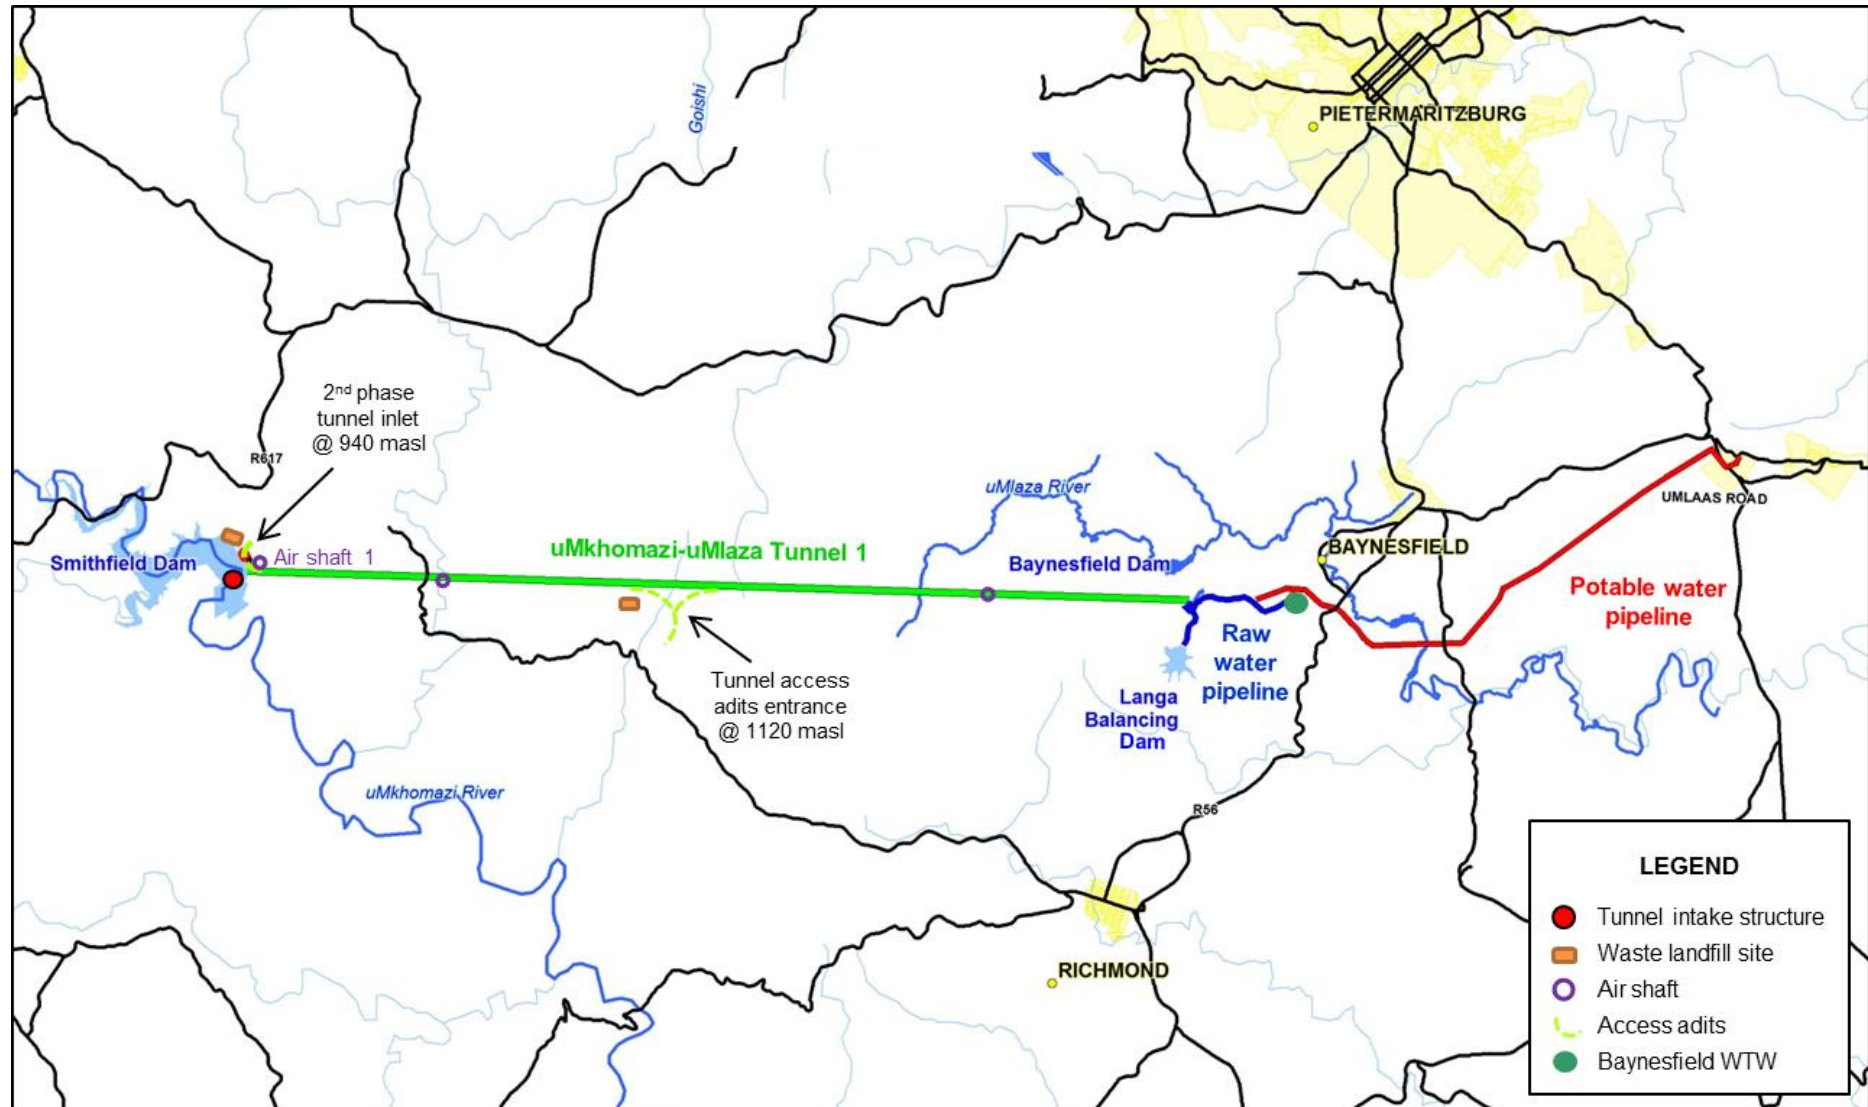 Goishi
PIETERMARITZBURG
2nd phase
tunnel inlet
@ 940 masl
R617
uMlaza River
UMLAAS ROAD
Smithfield Dam
Air shaft 1
uMkhomazi-uMlaza Tunnel 1
Baynesfield Dam
BAYNESFIELD
Potable water
pipeline
Raw
water
pipeline
Tunnel access
adits entrance
@ 1120 masl
Langa
Balancing
Dam
uMkhomazi River
R56
RICHMOND
LEGEND
Tunnel intake structure
Waste landfill site
Air shaft
Access adits
Baynesfield WTW